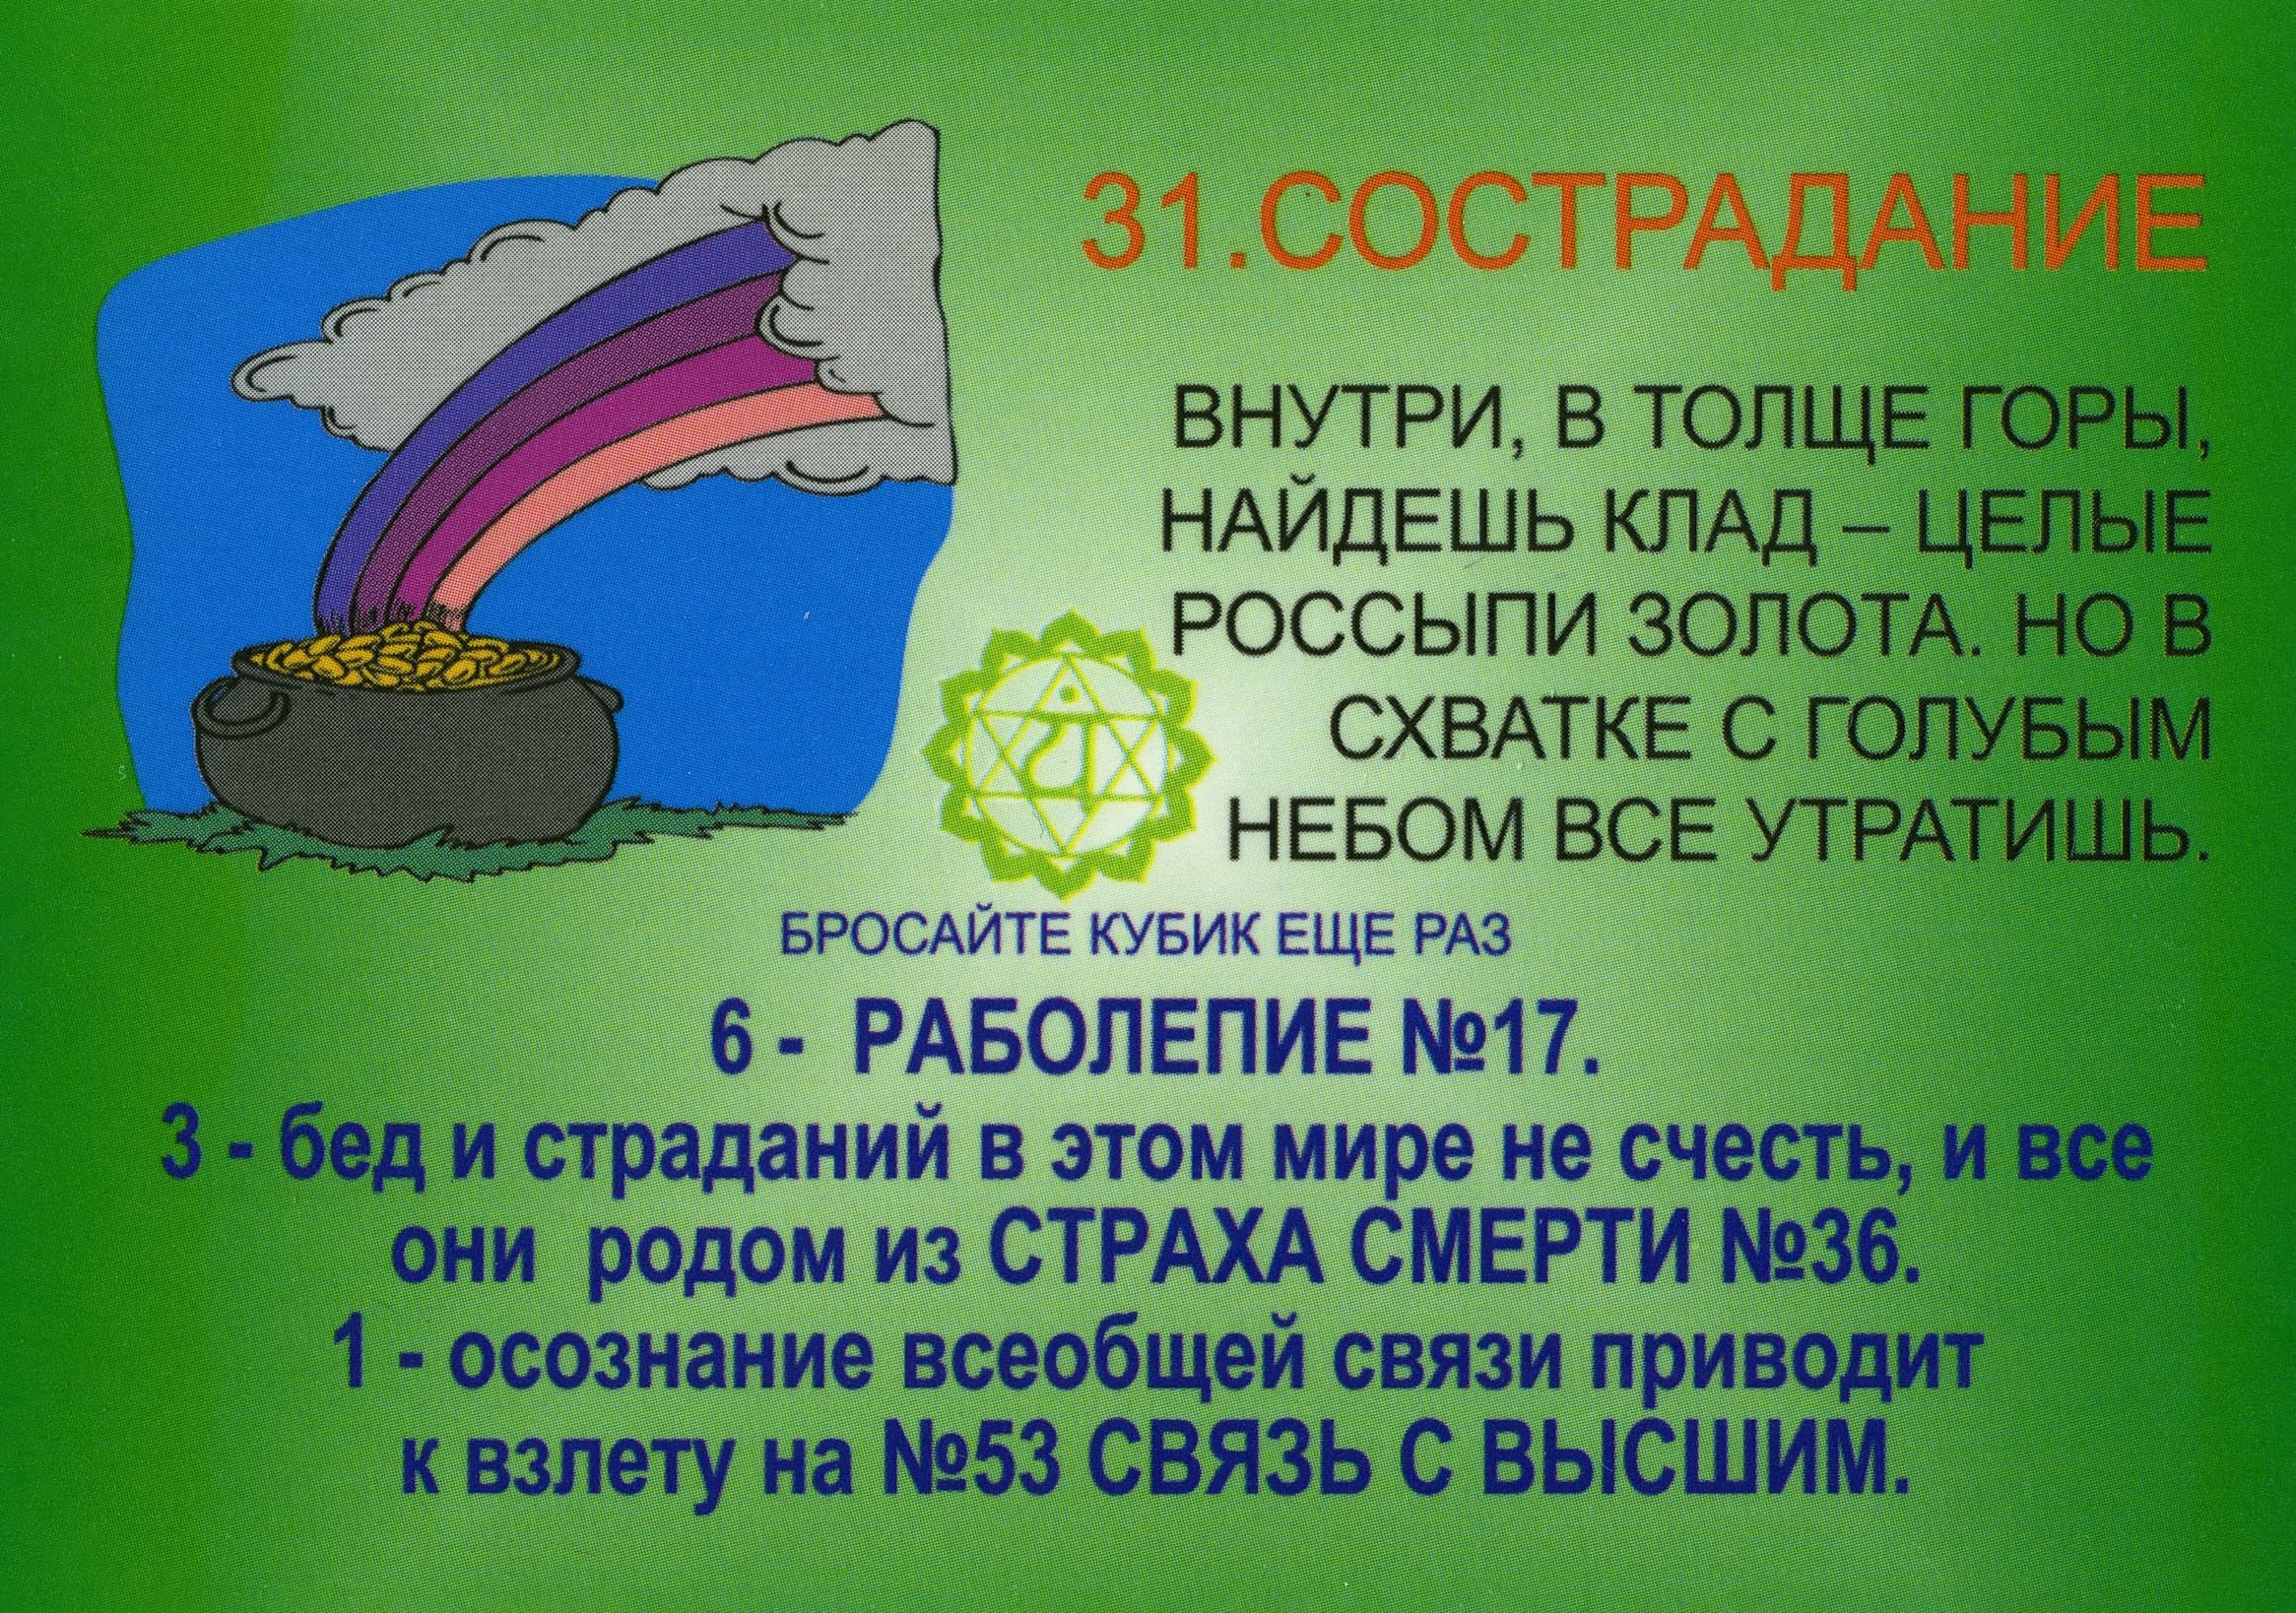 31.СОСТРАДАНИЕ
ВНУТРИ, В ТОЛЩЕ ГОРЫ,
НАЙДЕШЬ КЛАД – ЦЕЛЫЕ
РОССЫПИ ЗОЛОТА. НО В
СХВАТКЕ С ГОЛУБЫМ
НЕБОМ ВСЕ УТРАТИШЬ.
यं
БРОСАЙТЕ КУБИК ЕЩЕ РАЗ
6 - РАБОЛЕПИЕ №17.
3 - бед и страданий в этом мире не счесть, и все
они родом из СТРАХА СМЕРТИ №36.
1 - осознание всеобщей связи приводит
к взлету на №53 СВЯЗЬ С ВЫСШИМ.